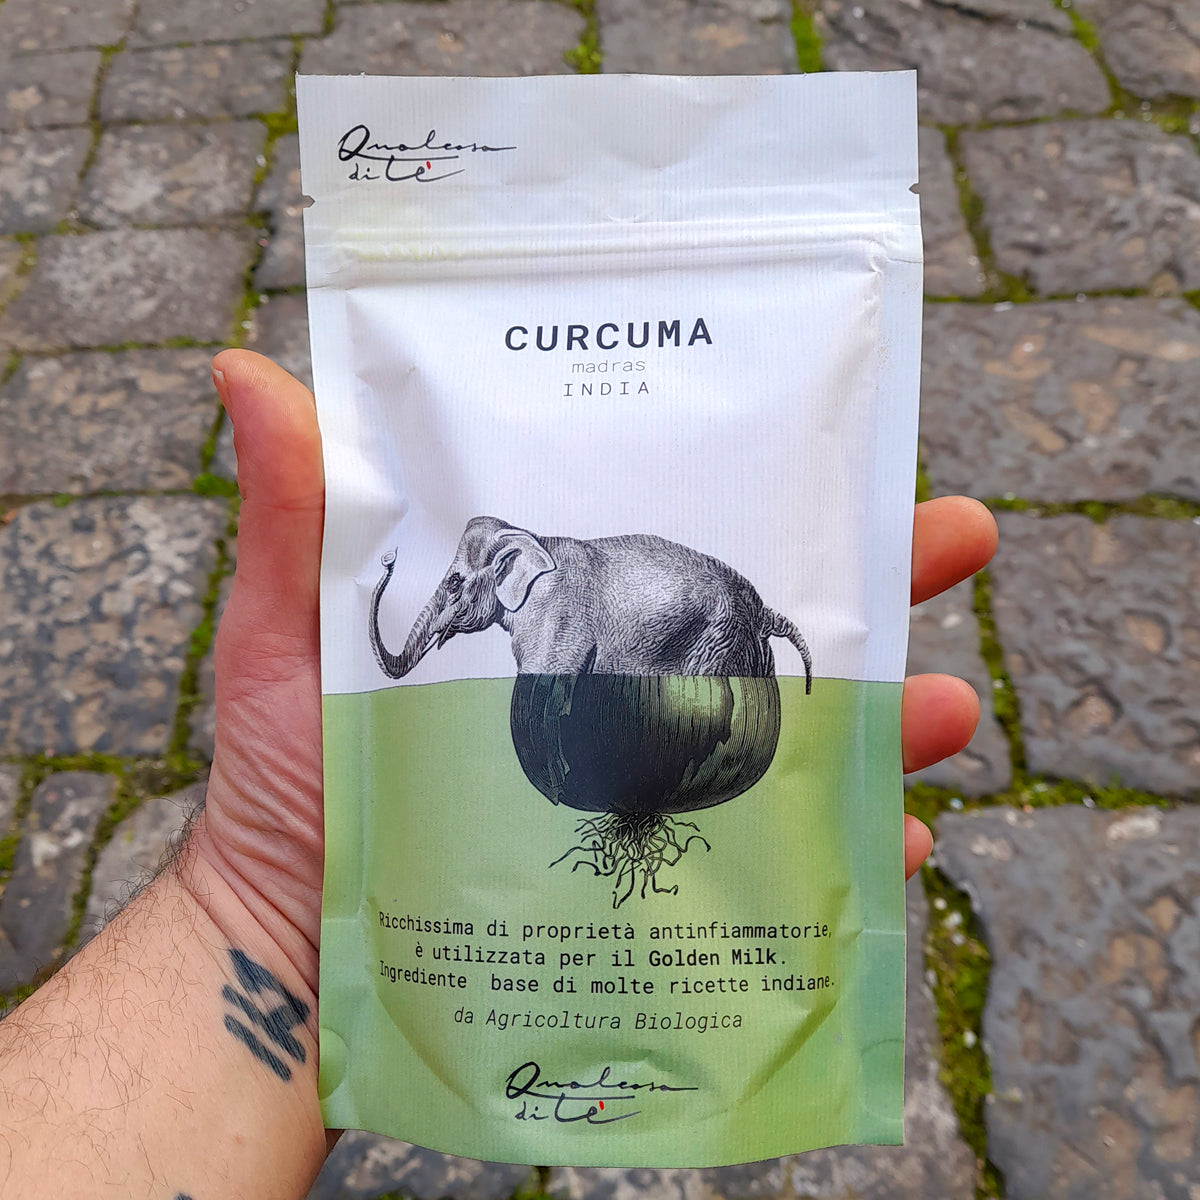 Qualcosa
di tè
CURCUMA
madras
INDIA
Ricchissima di proprietà antinfiammatorie,
è utilizzata per il Golden Milk.
Ingrediente base di molte ricette indiane.
da Agricoltura Biologica
Qualcosa
di tè